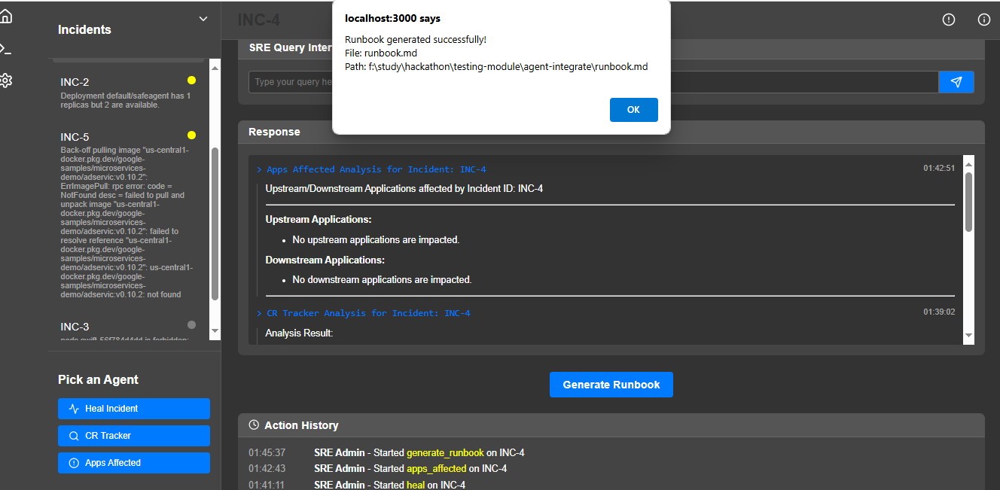 Incidents
INC-2
Deployment default/safeagent has 1
replicas but 2 are available.
INC-5
Back-off pulling image "us-central1-
docker.pkg.dev/google-
samples/microservices-
demo/adservic:v0.10.2":
ErrImagePull: rpc error: code =
NotFound desc = failed to pull and
unpack image "us-central1-
docker.pkg.dev/google-
samples/microservices-
demo/adservic:v0.10.2": failed to
resolve reference "us-central1-
docker.pkg.dev/google-
samples/microservices-
demo/adservic:v0.10.2": us-central1-
docker.pkg.dev/google-
samples/microservices-
demo/adservic:v0.10.2: not found
INC-3
pods swift-56f784d4dd is forbidden:
Pick an Agent
Heal Incident
CR Tracker
Apps Affected
INC-4
localhost:3000 says
Runbook generated successfully!
File: runbook.md
Path: f:\study\hackathon\testing-module\agent-integrate\runbook.md
OK
SRE Query Inter
Type your query he
Response
> Apps Affected Analysis for Incident: INC-4 01:42:51
Upstream/Downstream Applications affected by Incident ID: INC-4
Upstream Applications:
• No upstream applications are impacted.
Downstream Applications:
• No downstream applications are impacted.
> CR Tracker Analysis for Incident: INC-4 01:39:02
Analysis Result:
Generate Runbook
Action History
01:45:37 SRE Admin - Started generate_runbook on INC-4
01:42:43 SRE Admin - Started apps_affected on INC-4
01:41:11 SRE Admin - Started heal on INC-4